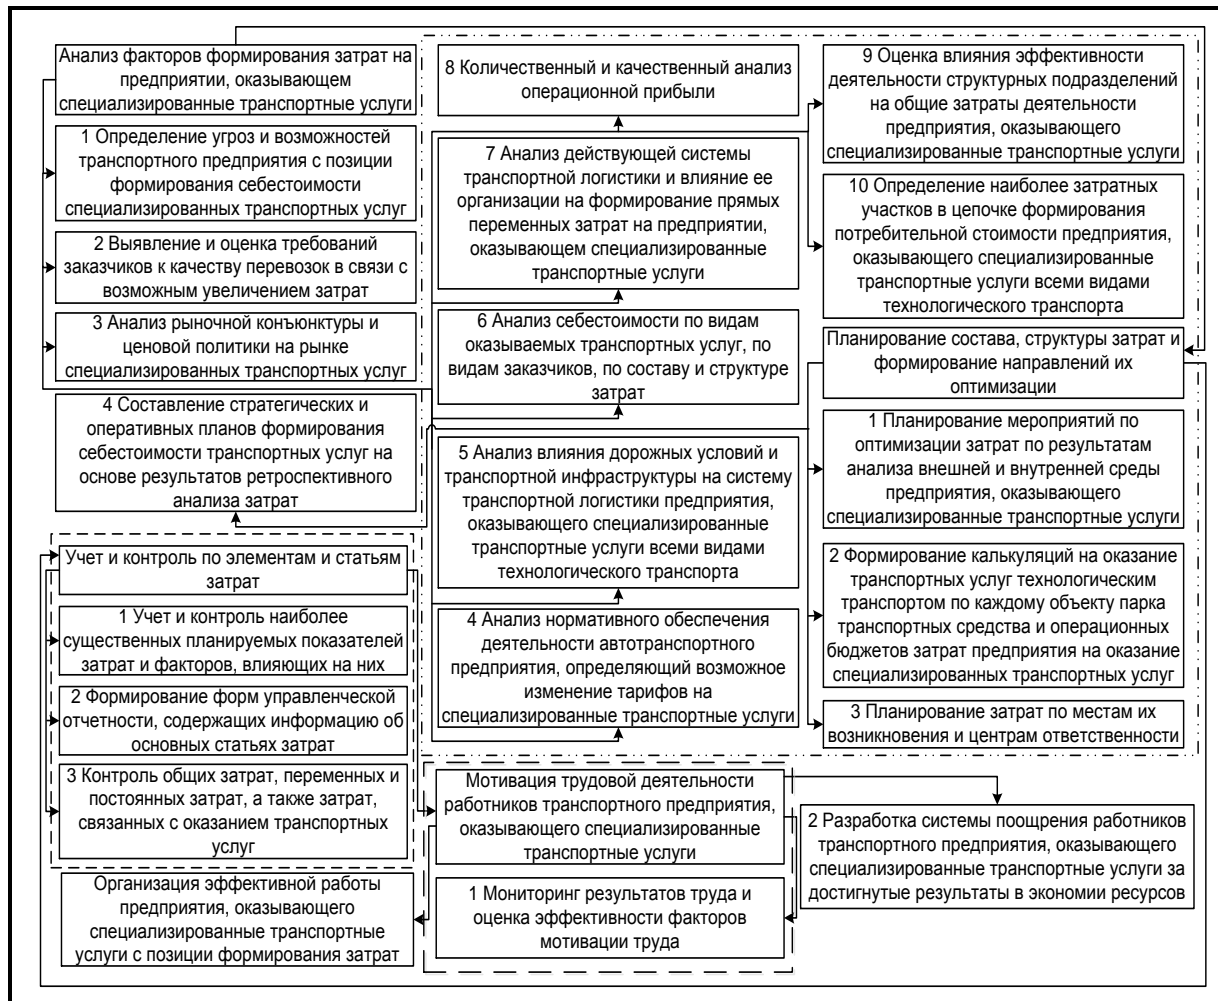 Анализ факторов формирования затрат на
предприятии, оказывающем
специализированные транспортные услуги
1 Определение угроз и возможностей
транспортного предприятия с позиции
формирования себестоимости
специализированных транспортных услуг
2 Выявление и оценка требований
заказчиков к качеству перевозок в связи с
возможным увеличением затрат
3 Анализ рыночной конъюнктуры и
ценовой политики на рынке
специализированных транспортных услуг
4 Составление стратегических и
оперативных планов формирования
себестоимости транспортных услуг на
основе результатов ретроспективного
анализа затрат
Учет и контроль по элементам и статьям
затрат
1 Учет и контроль наиболее
существенных планируемых показателей
затрат и факторов, влияющих на них
2 Формирование форм управленческой
отчетности, содержащих информацию об
основных статьях затрат
3 Контроль общих затрат, переменных и
постоянных затрат, а также затрат,
связанных с оказанием транспортных
услуг
Организация эффективной работы
предприятия, оказывающего
специализированные транспортные
услуги с позиции формирования затрат
8 Количественный и качественный анализ
операционной прибыли
7 Анализ действующей системы
транспортной логистики и влияние ее
организации на формирование прямых
переменных затрат на предприятии,
оказывающем специализированные
транспортные услуги
6 Анализ себестоимости по видам
оказываемых транспортных услуг, по
видам заказчиков, по составу и структуре
затрат
5 Анализ влияния дорожных условий и
транспортной инфраструктуры на систему
транспортной логистики предприятия,
оказывающего специализированные
транспортные услуги всеми видами
технологического транспорта
4 Анализ нормативного обеспечения
деятельности автотранспортного
предприятия, определяющий возможное
изменение тарифов на
специализированные транспортные услуги
Мотивация трудовой деятельности
работников транспортного предприятия,
оказывающего специализированные
транспортные услуги
1 Мониторинг результатов труда и
оценка эффективности факторов
мотивации труда
9 Оценка влияния эффективности
деятельности структурных подразделений
на общие затраты деятельности
предприятия, оказывающего
специализированные транспортные услуги
10 Определение наиболее затратных
участков в цепочке формирования
потребительной стоимости предприятия,
оказывающего специализированные
транспортные услуги всеми видами
технологического транспорта
Планирование состава, структуры затрат и
формирование направлений их
оптимизации
1 Планирование мероприятий по
оптимизации затрат по результатам
анализа внешней и внутренней среды
предприятия, оказывающего
специализированные транспортные услуги
2 Формирование калькуляций на оказание
транспортных услуг технологическим
транспортом по каждому объекту парка
транспортных средства и операционных
бюджетов затрат предприятия на оказание
специализированных транспортных услуг
3 Планирование затрат по местам их
возникновения и центрам ответственности
2 Разработка системы поощрения работников
транспортного предприятия, оказывающего
специализированные транспортные услуги за
достигнутые результаты в экономии ресурсов